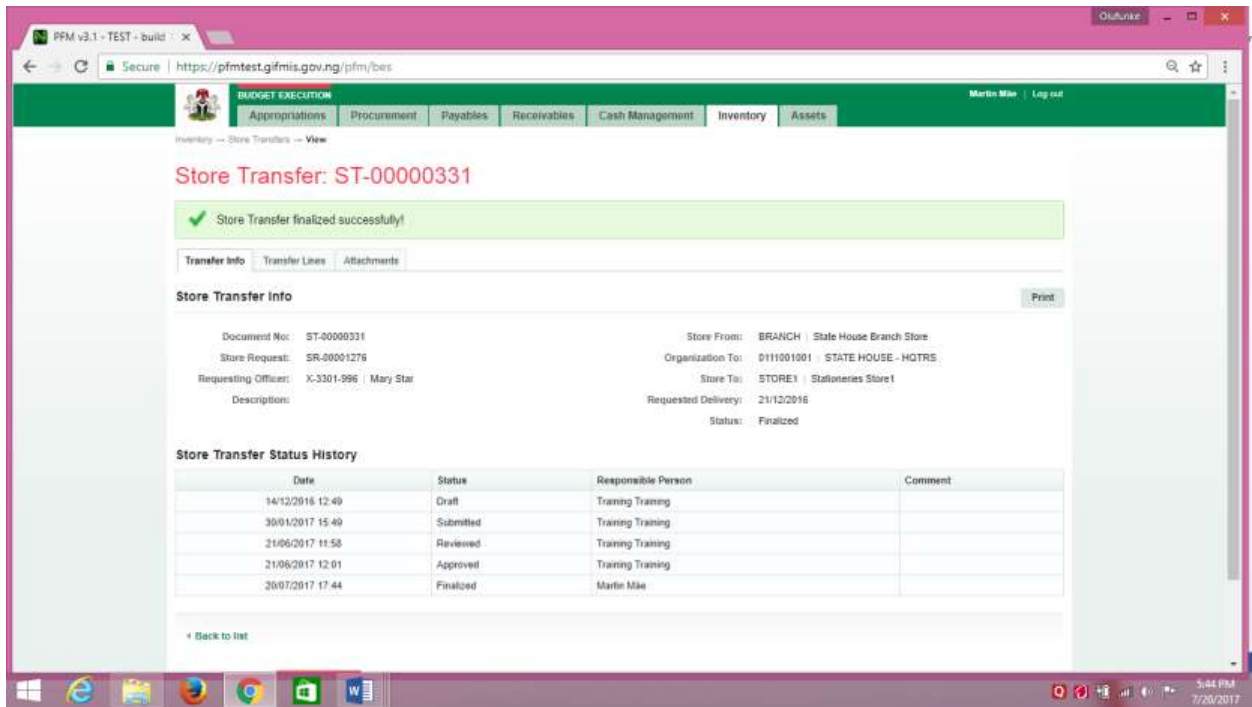 Olufunke
PFM v3.1 - TEST - build
Secure https://pfmtest.gifmis.gov.ng/pfm/bes
BUDGET EXECUTION
Martin Mäe | Log out
Appropriations Procurement Payables Receivables Cash Management Inventory Assets
Inventory → Store Transfers → View
Store Transfer: ST-00000331
Store Transfer finalized successfully!
Transfer Info Transfer Lines Attachments
Store Transfer Info
Print
Document No: ST-00000331 Store From: BRANCH | State House Branch Store
Store Request: SR-00001276 Organization To: 0111001001 | STATE HOUSE - HQTRS
Requesting Officer: X-3301-996 | Mary Star Store To: STORE1 | Stationeries Store1
Description: Requested Delivery: 21/12/2016
Status: Finalized
Store Transfer Status History
Date Status Responsible Person Comment
14/12/2016 12:49 Draft Training Training
30/01/2017 15:49 Submitted Training Training
21/06/2017 11:58 Reviewed Training Training
21/06/2017 12:01 Approved Training Training
20/07/2017 17:44 Finalized Martin Mäe
Back to list
5:44 PM
7/20/2017